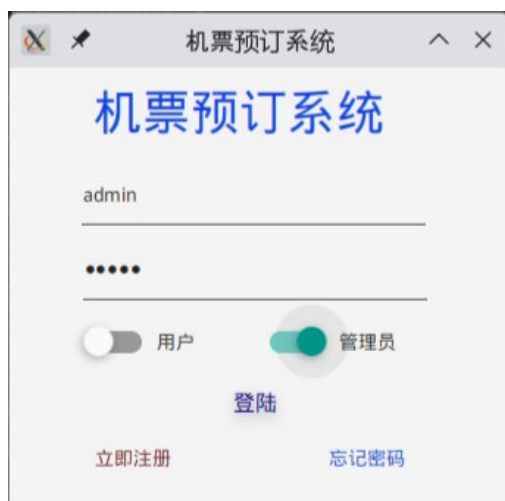 机票预订系统
机票预订系统
admin
•••••
用户 管理员
登陆
立即注册 忘记密码